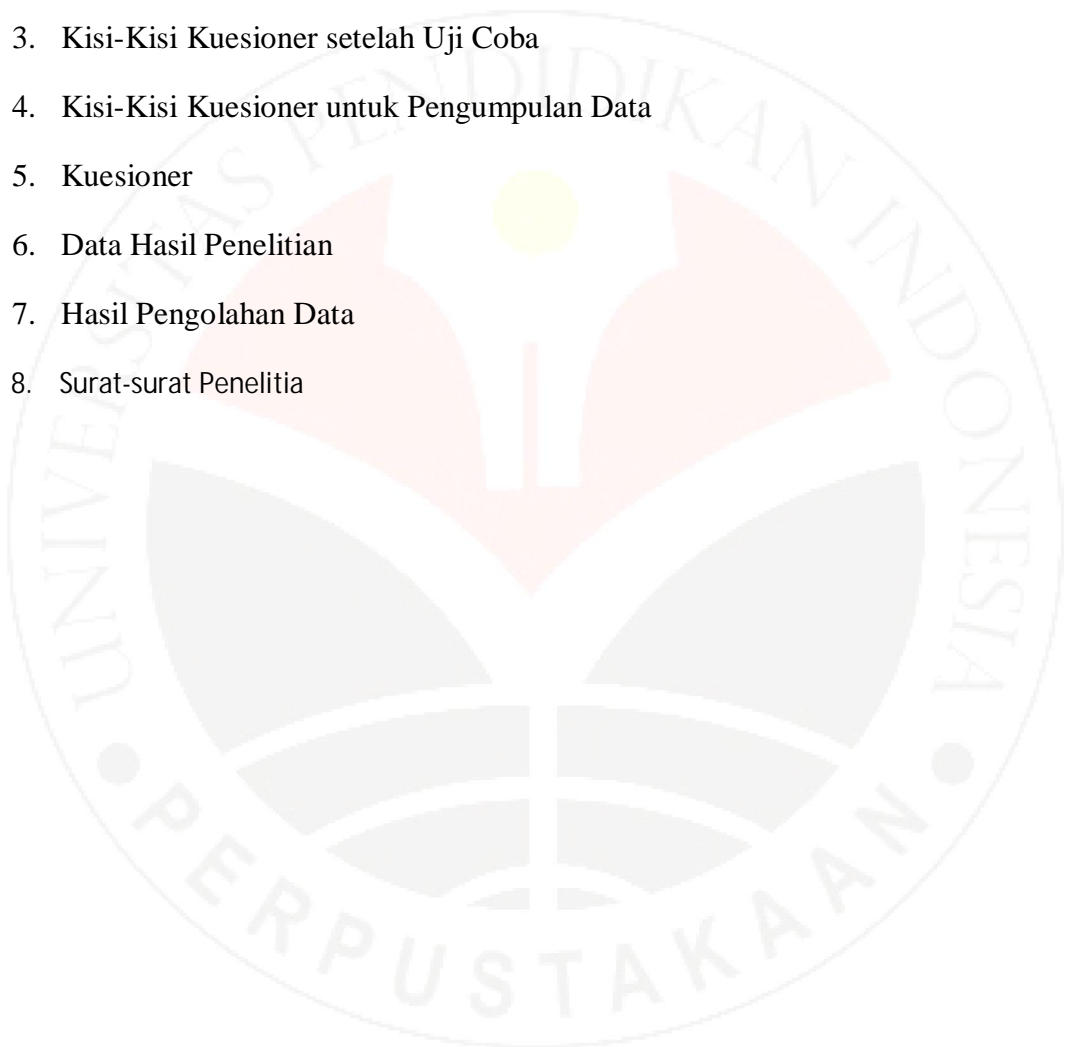 3. Kisi-Kisi Kuesioner setelah Uji Coba
4. Kisi-Kisi Kuesioner untuk Pengumpulan Data
5. Kuesioner
6. Data Hasil Penelitian
7. Hasil Pengolahan Data
8. Surat-surat Penelitia
UNIVERSITAS PENDIDIKAN INDONESIA
PERPUSTAKAAN